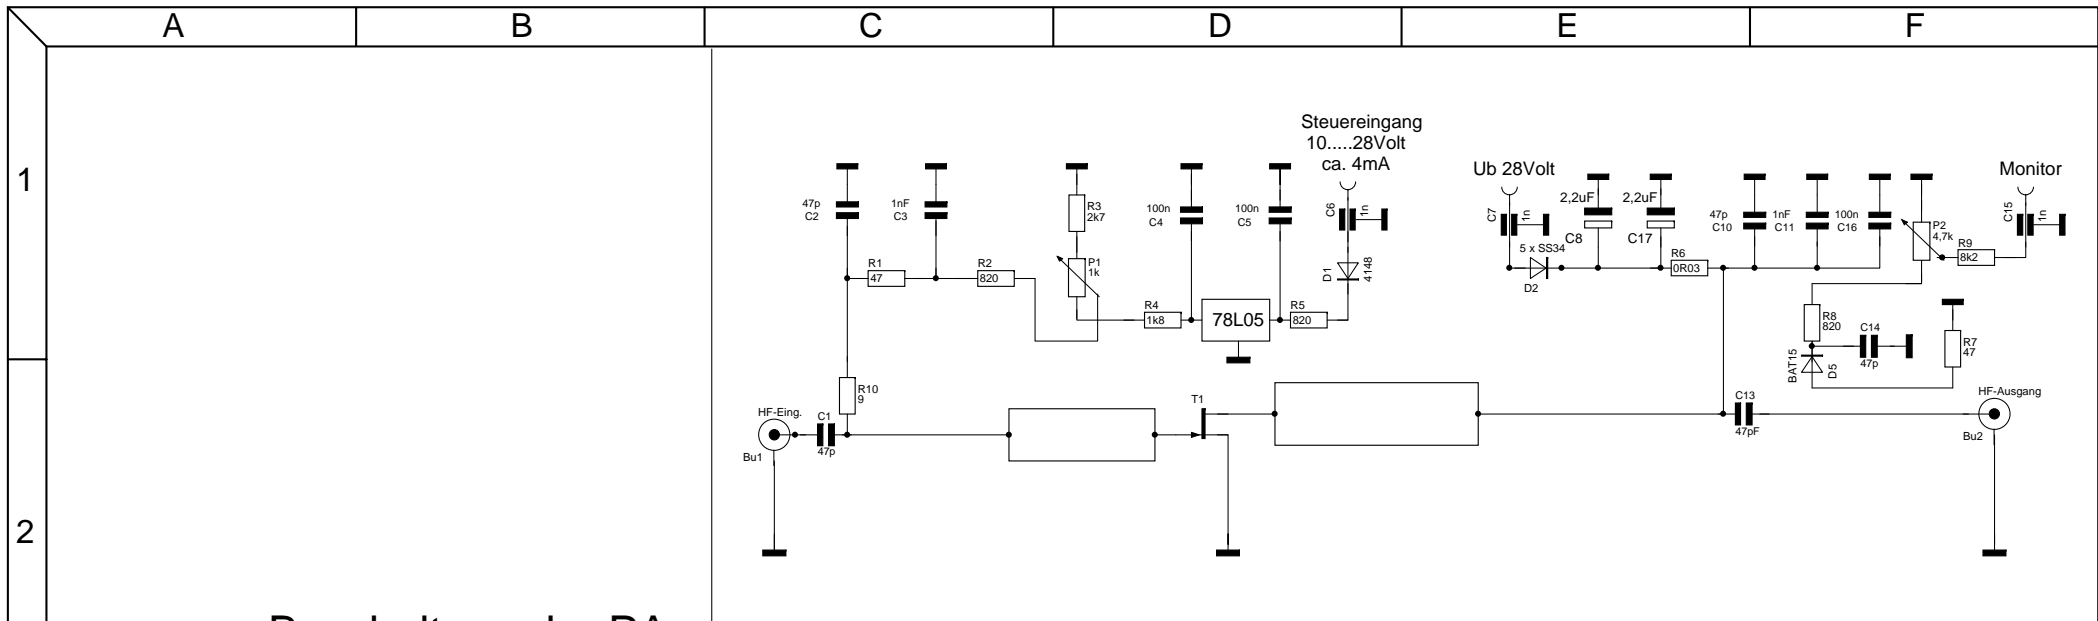 A B C D E F
1
2
Steuereingang
10.....28Volt
ca. 4mA
Ub 28Volt
Monitor
47p
C2
1nF
C3
R3
2k7
100n
C4
100n
C5
C6
1n
C7
1n
2,2uF
C8
2,2uF
C17
47p
C10
1nF
C11
100n
C16
P2
4,7k
C15
1n
R1
47
R2
820
P1
1k
D1
4148
5 x SS34
D2
R6
0R03
R9
8k2
R4
1k8
78L05
R5
820
R8
820
C14
47p
R7
47
BAT15
D5
R10
9
HF-Eing.
Bu1
C1
47p
T1
C13
47pF
HF-Ausgang
Bu2